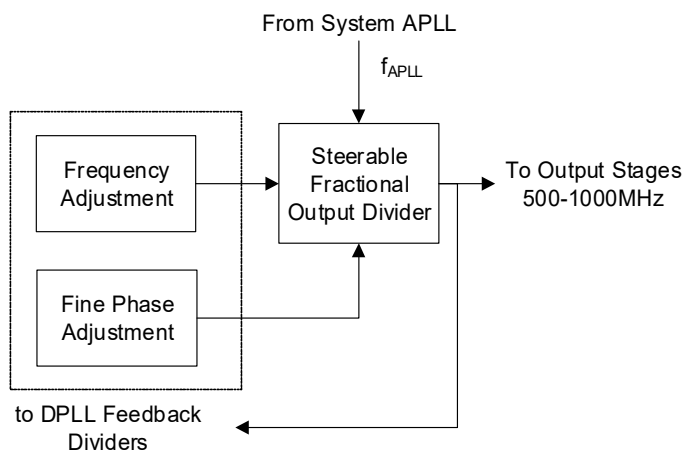 From System APLL
fAPLL
Frequency
Adjustment
Steerable
Fractional
Output Divider
To Output Stages
500-1000MHz
Fine Phase
Adjustment
to DPLL Feedback
Dividers